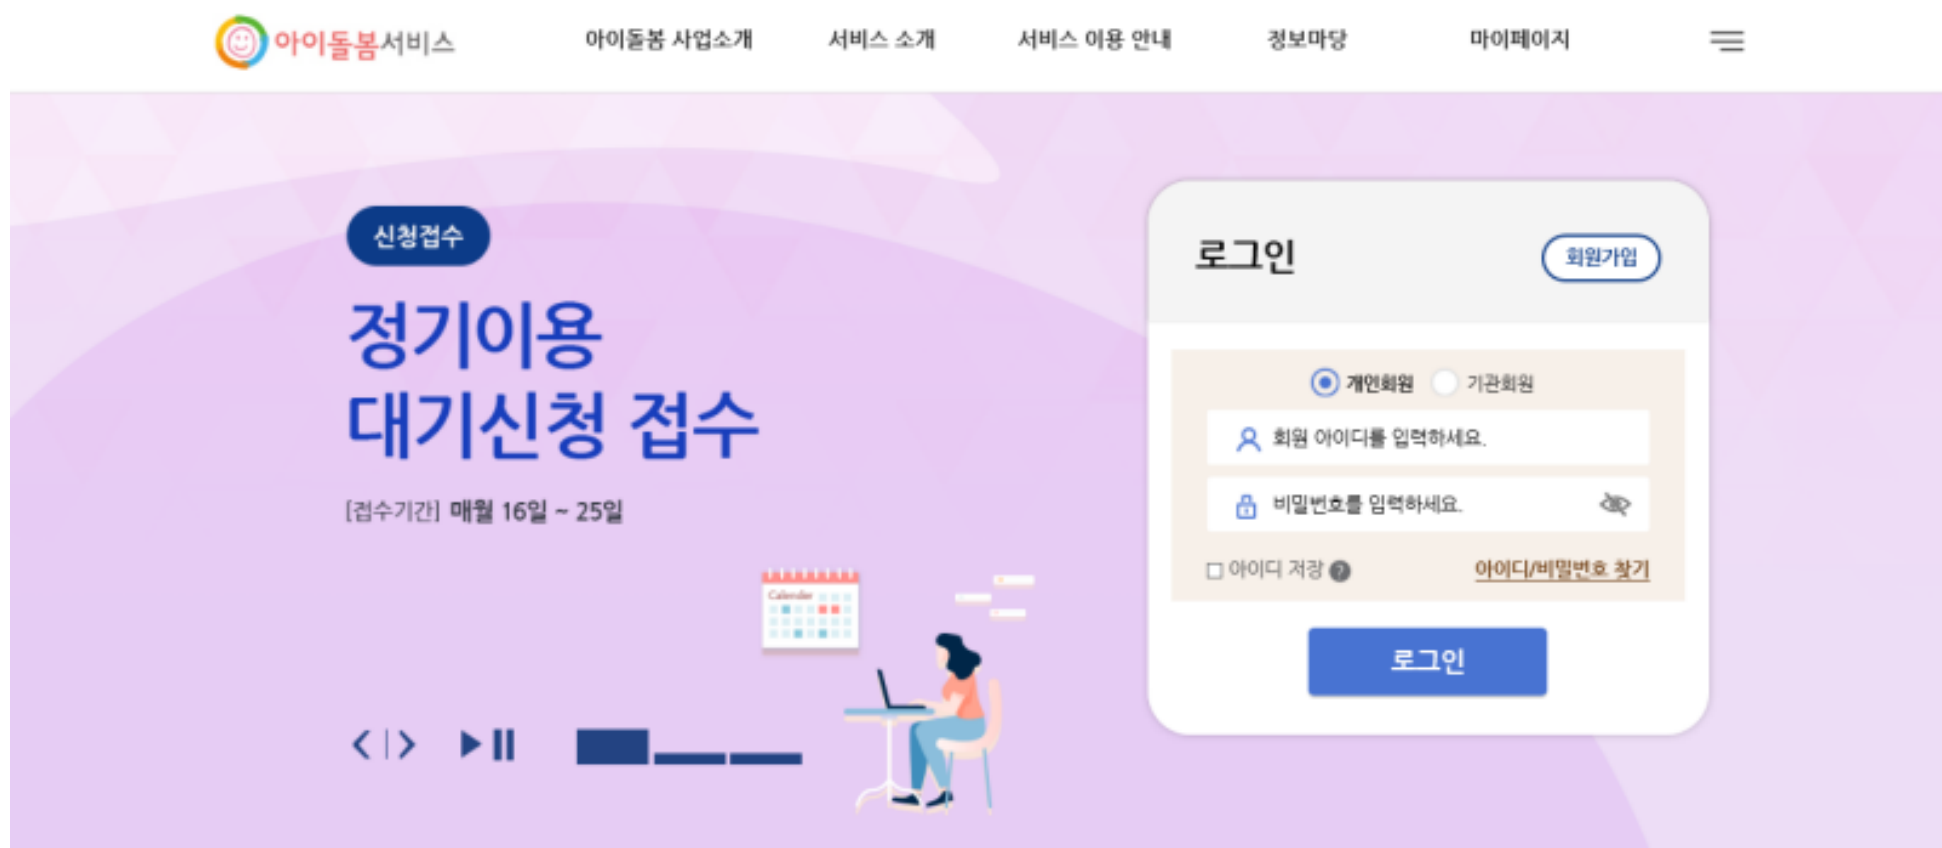 아이돌봄서비스
아이돌봄 사업소개 서비스 소개 서비스 이용 안내 정보마당 마이페이지
신청접수
정기이용
대기신청 접수
[접수기간] 매월 16일 ~ 25일
Calender
로그인 회원가입
개인회원 기관회원
회원 아이디를 입력하세요.
비밀번호를 입력하세요.
아이디 저장 ? 아이디/비밀번호 찾기
로그인